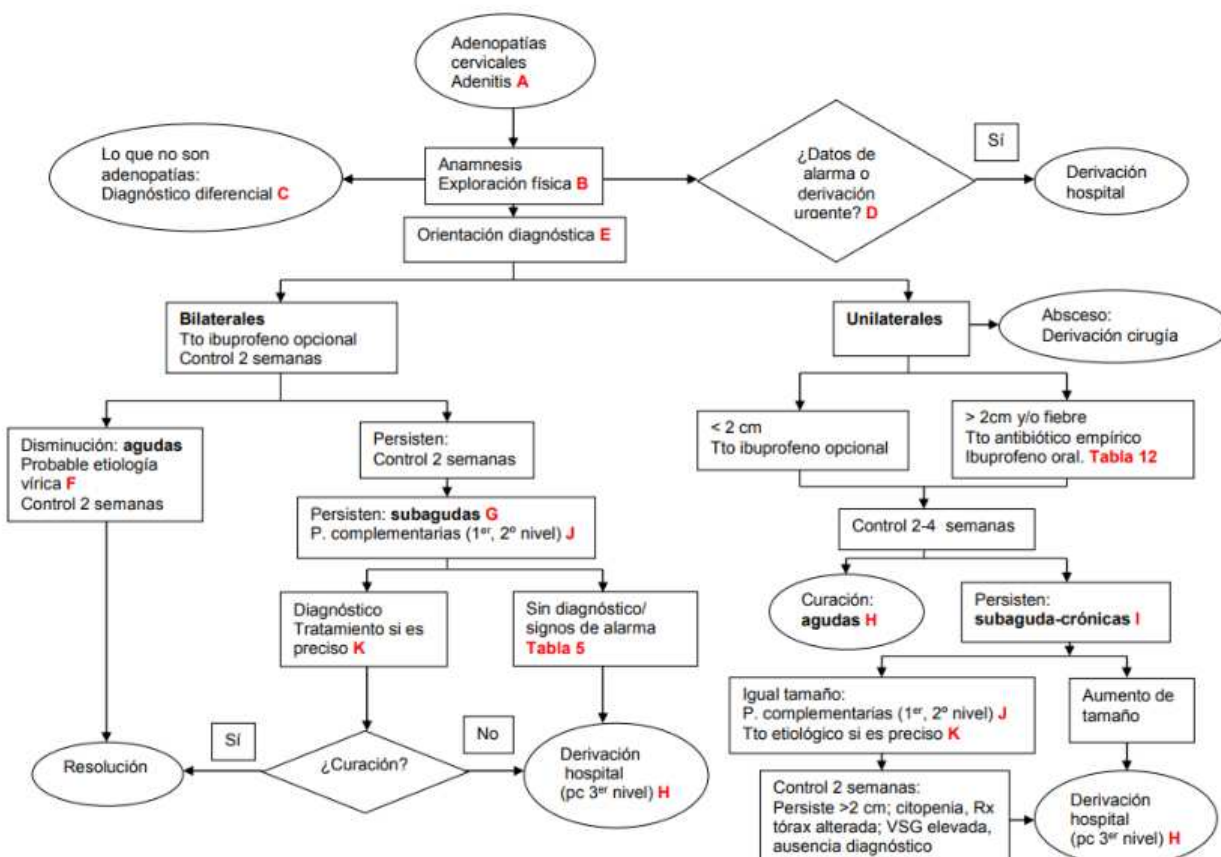 Adenopatías
cervicales
Adenitis A
Lo que no son
adenopatías:
Diagnóstico diferencial C
Anamnesis
Exploración física B
¿Datos de
alarma o
derivación
urgente? D
Sí
Derivación
hospital
Orientación diagnóstica E
Bilaterales
Tto ibuprofeno opcional
Control 2 semanas
Unilaterales
Absceso:
Derivación cirugía
Disminución: agudas
Probable etiología
vírica F
Control 2 semanas
Persisten:
Control 2 semanas
< 2 cm
Tto ibuprofeno opcional
> 2cm y/o fiebre
Tto antibiótico empírico
Ibuprofeno oral. Tabla 12
Persisten: subagudas G
P. complementarias (1er, 2º nivel) J
Control 2-4 semanas
Diagnóstico
Tratamiento si es
preciso K
Sin diagnóstico/
signos de alarma
Tabla 5
Curación:
agudas H
Persisten:
subaguda-crónicas I
Igual tamaño:
P. complementarias (1er, 2º nivel) J
Tto etiológico si es preciso K
Aumento de
tamaño
Resolución
Sí
¿Curación?
No
Derivación
hospital
(pc 3er nivel) H
Control 2 semanas:
Persiste >2 cm; citopenia, Rx
tórax alterada; VSG elevada,
ausencia diagnóstico
Derivación
hospital
(pc 3er nivel) H